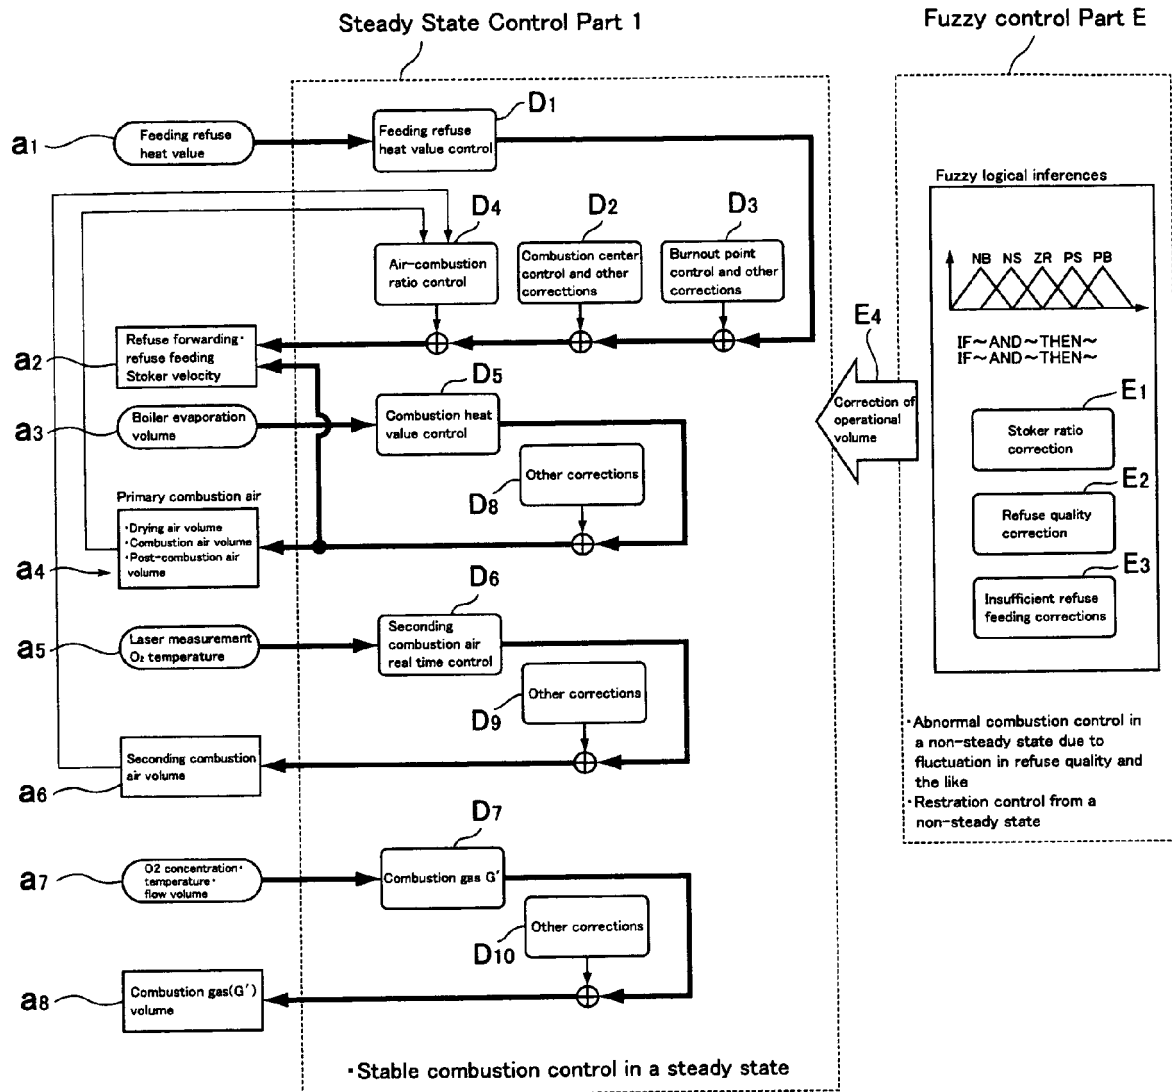 Steady State Control Part 1
Fuzzy control Part E
D1
a1
Feeding refuse
heat value
Feeding refuse
heat value control
D4
D2
D3
Air-combustion
ratio control
Combustion center
control and other
correcttions
Burnout point
control and other
corrections
a2
Refuse forwarding·
refuse feeding
Stoker velocity
D5
a3
Boiler evaporation
volume
Combustion heat
value control
Other corrections
D8
Primary combustion air
·Drying air volume
·Combustion air volume
·Post-combustion air
volume
a4
D6
a5
Laser measurement
O2 temperature
Seconding
combustion air
real time control
Other corrections
D9
a6
Seconding combustion
air volume
D7
a7
O2 concentration·
temperature·
flow volume
Combustion gas G'
Other corrections
D10
a8
Combustion gas(G')
volume
·Stable combustion control in a steady state
E4
Correction of
operational
volume
Fuzzy logical inferences
NB NS ZR PS PB
IF~AND~THEN~
IF~AND~THEN~
E1
Stoker ratio
correction
E2
Refuse quality
correction
E3
Insufficient refuse
feeding corrections
·Abnormal combustion control in
a non-steady state due to
fluctuation in refuse quality and
the like
·Restration control from a
non-steady state